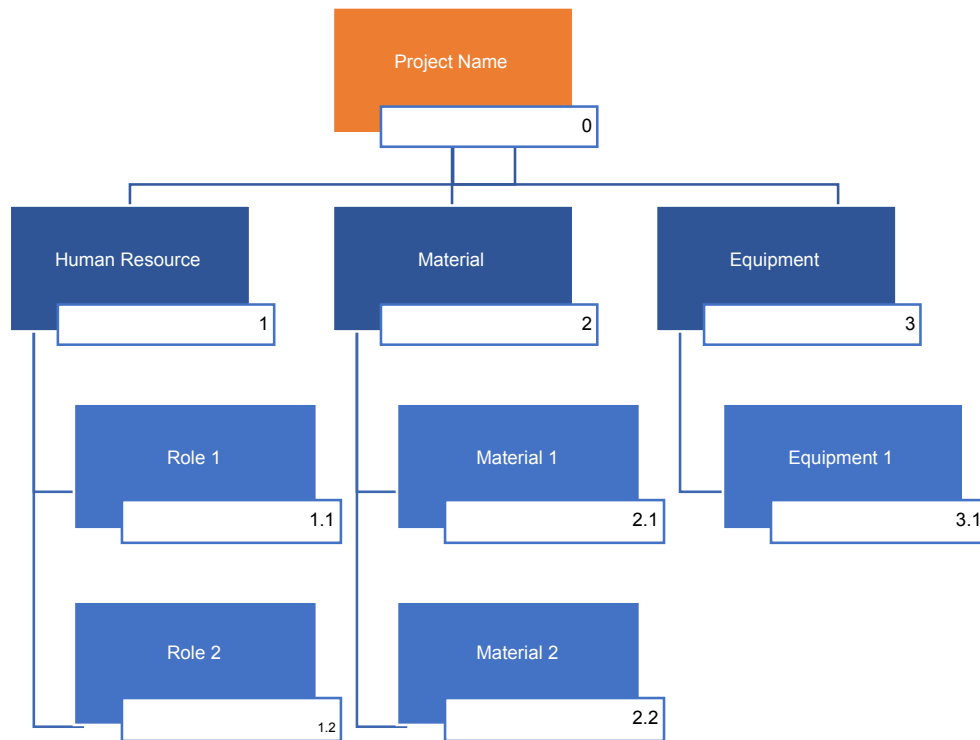 Project Name
0
Human Resource
1
Material
2
Equipment
3
Role 1
1.1
Material 1
2.1
Equipment 1
3.1
Role 2
1.2
Material 2
2.2